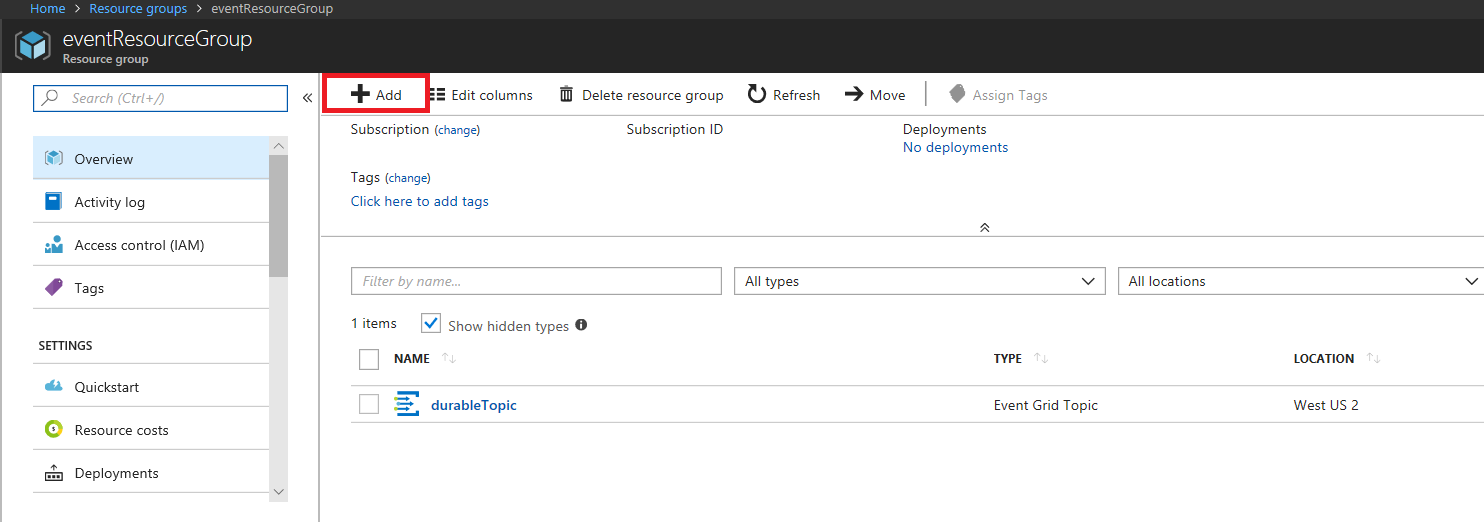 Home > Resource groups > eventResourceGroup
eventResourceGroup
Resource group
Search (Ctrl+/)
Overview
Activity log
Access control (IAM)
Tags
SETTINGS
Quickstart
Resource costs
Deployments
Add Edit columns Delete resource group Refresh Move Assign Tags
Subscription (change) Subscription ID Deployments
No deployments
Tags (change)
Click here to add tags
Filter by name... All types All locations
1 items Show hidden types
NAME TYPE LOCATION
durableTopic Event Grid Topic West US 2